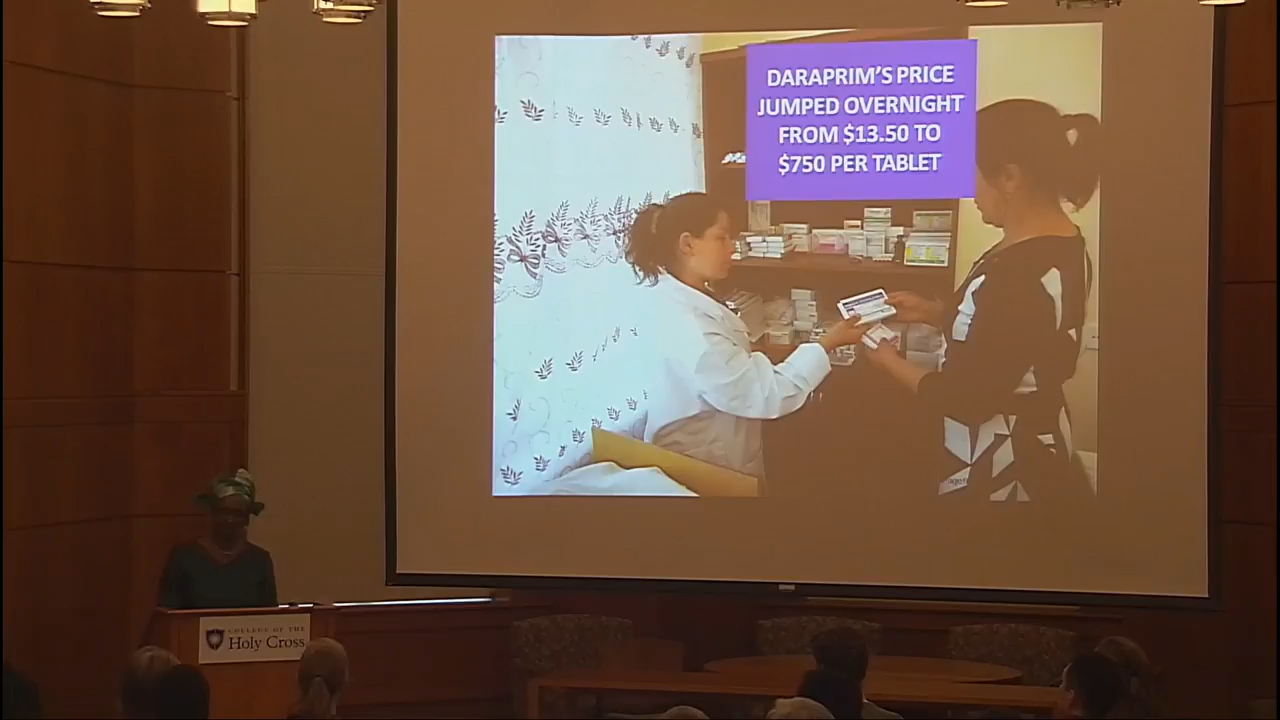 DARAPRIM'S PRICE
JUMPED OVERNIGHT
FROM $13.50 TO
$750 PER TABLET
COLLEGE OF THE
Holy Cross